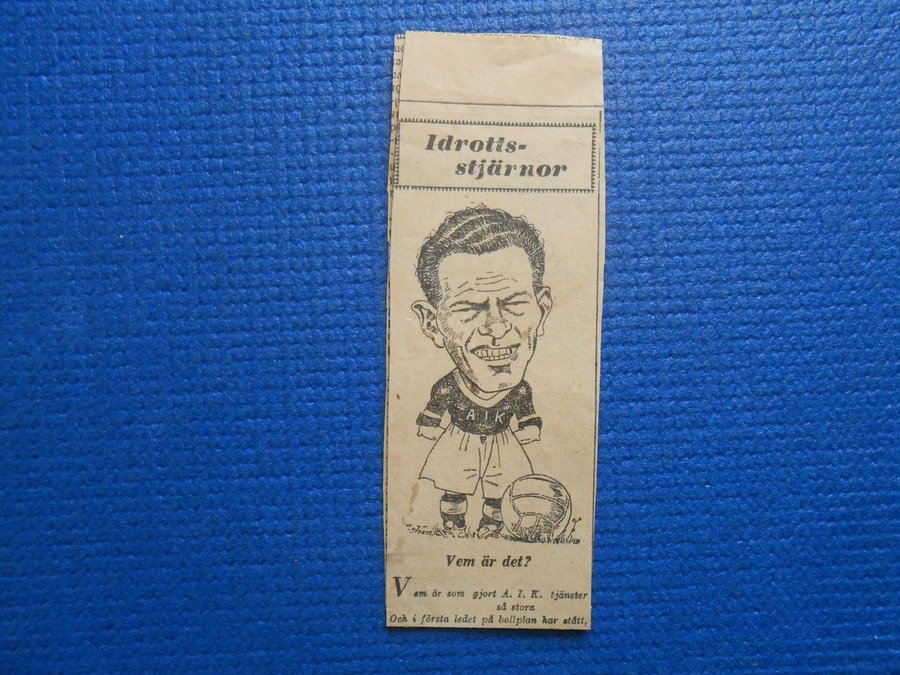 Idrotts-
stjärnor
AIK
Vem är det?
Vem är som gjort A. I. K. tjänster
så stora
Och i första ledet på bollplan har stått,